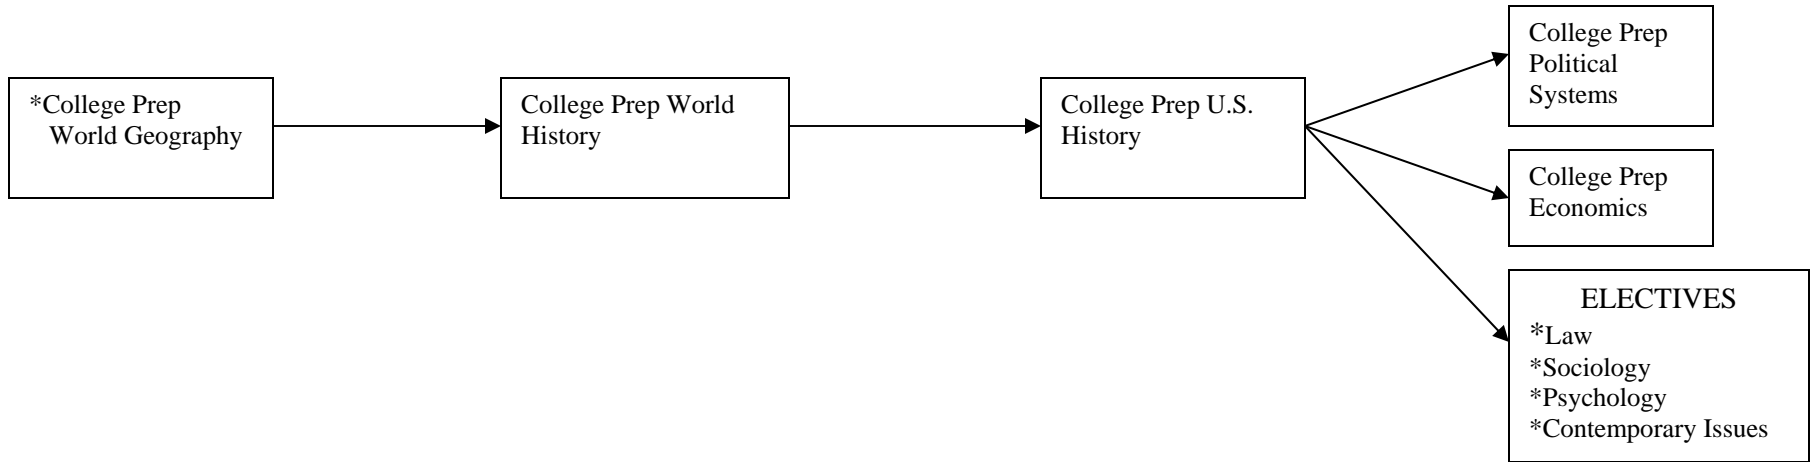 *College Prep
World Geography
College Prep World
History
College Prep U.S.
History
College Prep
Political
Systems
College Prep
Economics
ELECTIVES
*Law
*Sociology
*Psychology
*Contemporary Issues